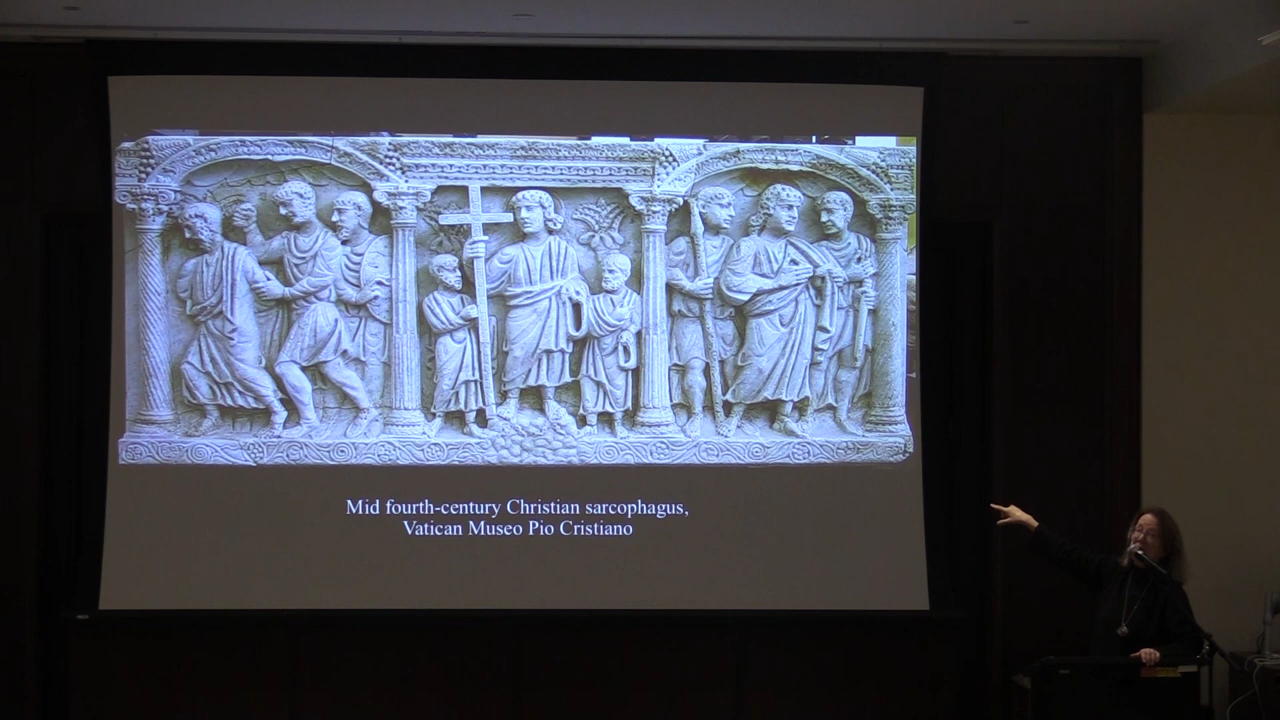 Mid fourth-century Christian sarcophagus,
Vatican Museo Pio Cristiano